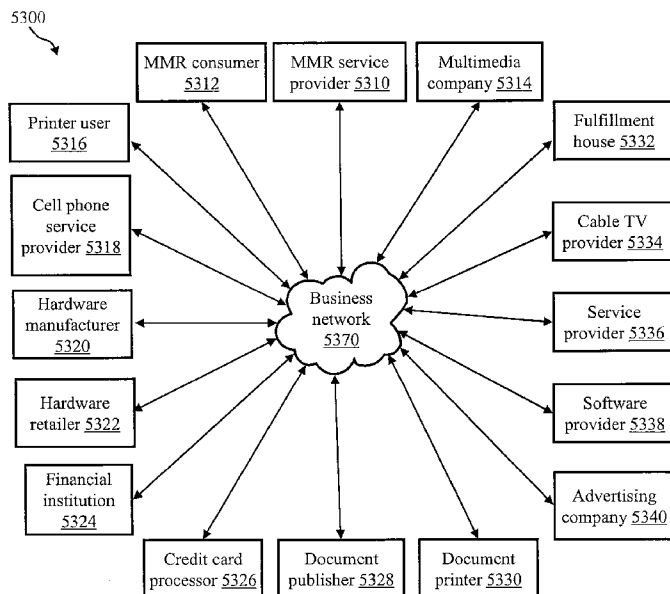 5300
MMR consumer
5312
MMR service
provider 5310
Multimedia
company 5314
Printer user
5316
Fulfillment
house 5332
Cell phone
service
provider 5318
Cable TV
provider 5334
Business
network
5370
Hardware
manufacturer
5320
Service
provider 5336
Hardware
retailer 5322
Software
provider 5338
Financial
institution
5324
Advertising
company 5340
Credit card
processor 5326
Document
publisher 5328
Document
printer 5330